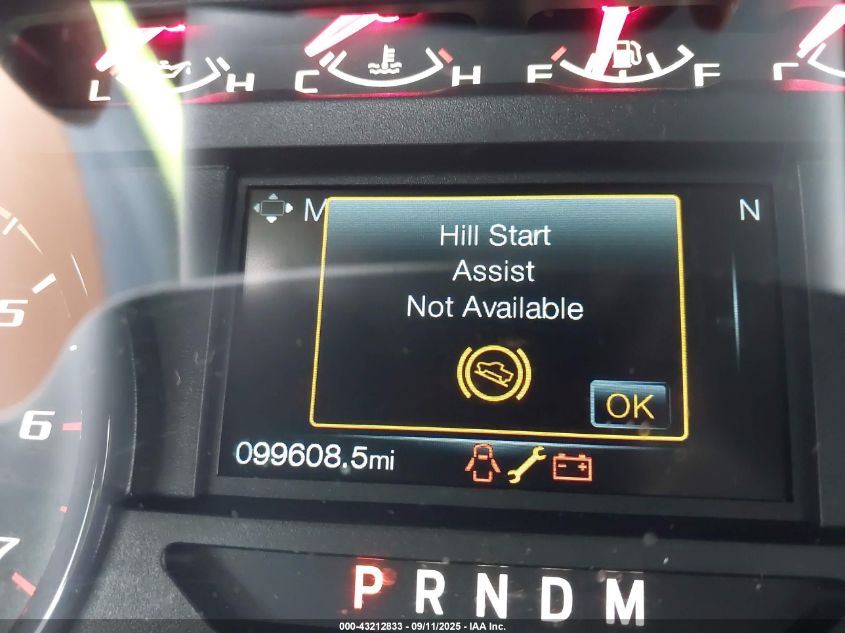 L H C H E F
M
N
Hill Start
Assist
Not Available
OK
5
6
7
099608.5mi
P R N D M
000-43212833 - 09/11/2025 - IAA Inc.